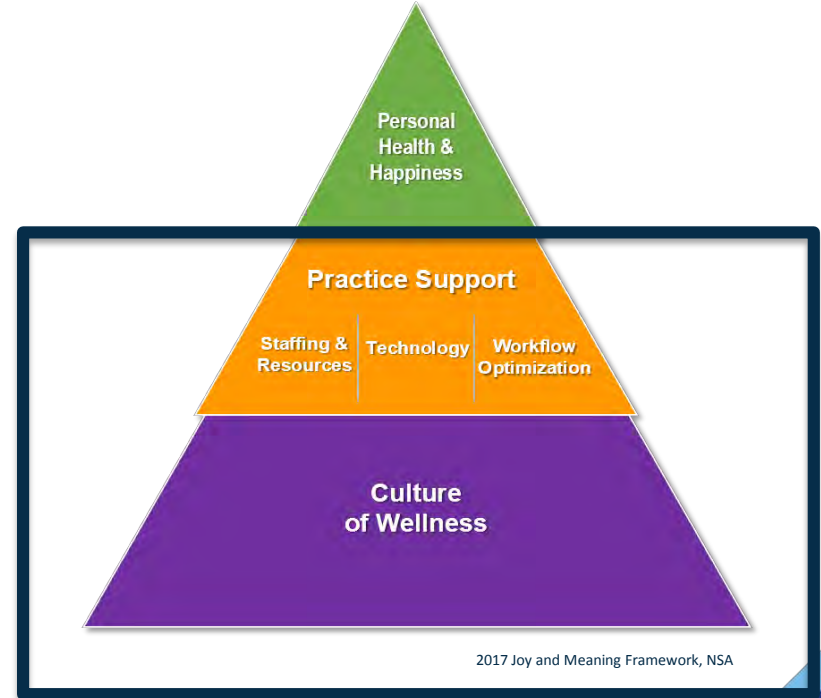 Personal
Health &
Happiness
Practice Support
Staffing &
Resources
Technology
Workflow
Optimization
Culture
of Wellness
2017 Joy and Meaning Framework, NSA